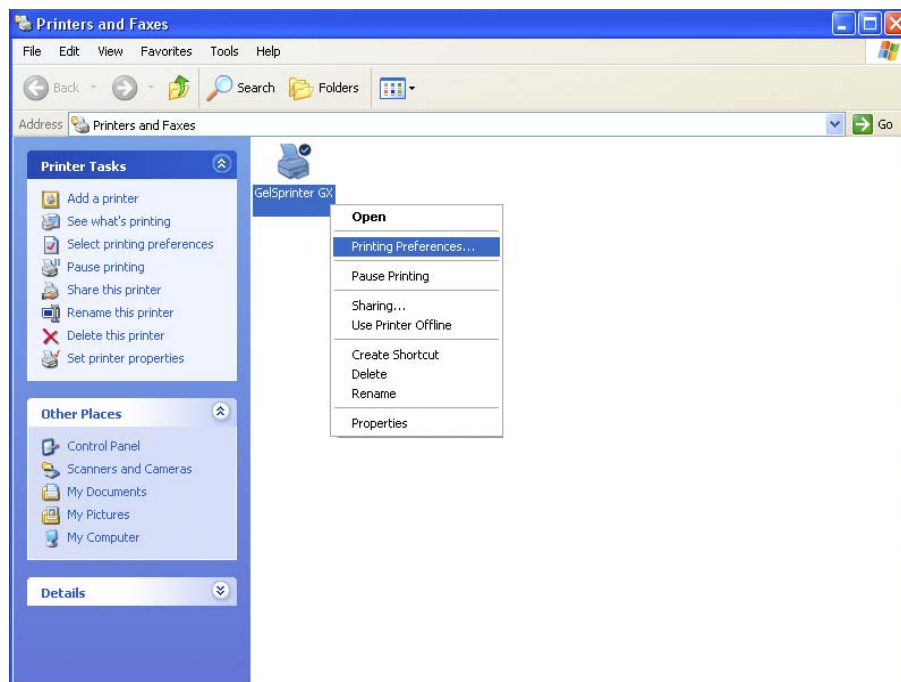 Printers and Faxes
File Edit View Favorites Tools Help
Back Search Folders
Address Printers and Faxes Go
Printer Tasks
Add a printer
See what's printing
Select printing preferences
Pause printing
Share this printer
Rename this printer
Delete this printer
Set printer properties
Other Places
Control Panel
Scanners and Cameras
My Documents
My Pictures
My Computer
Details
GelSprinter GX
Open
Printing Preferences...
Pause Printing
Sharing...
Use Printer Offline
Create Shortcut
Delete
Rename
Properties